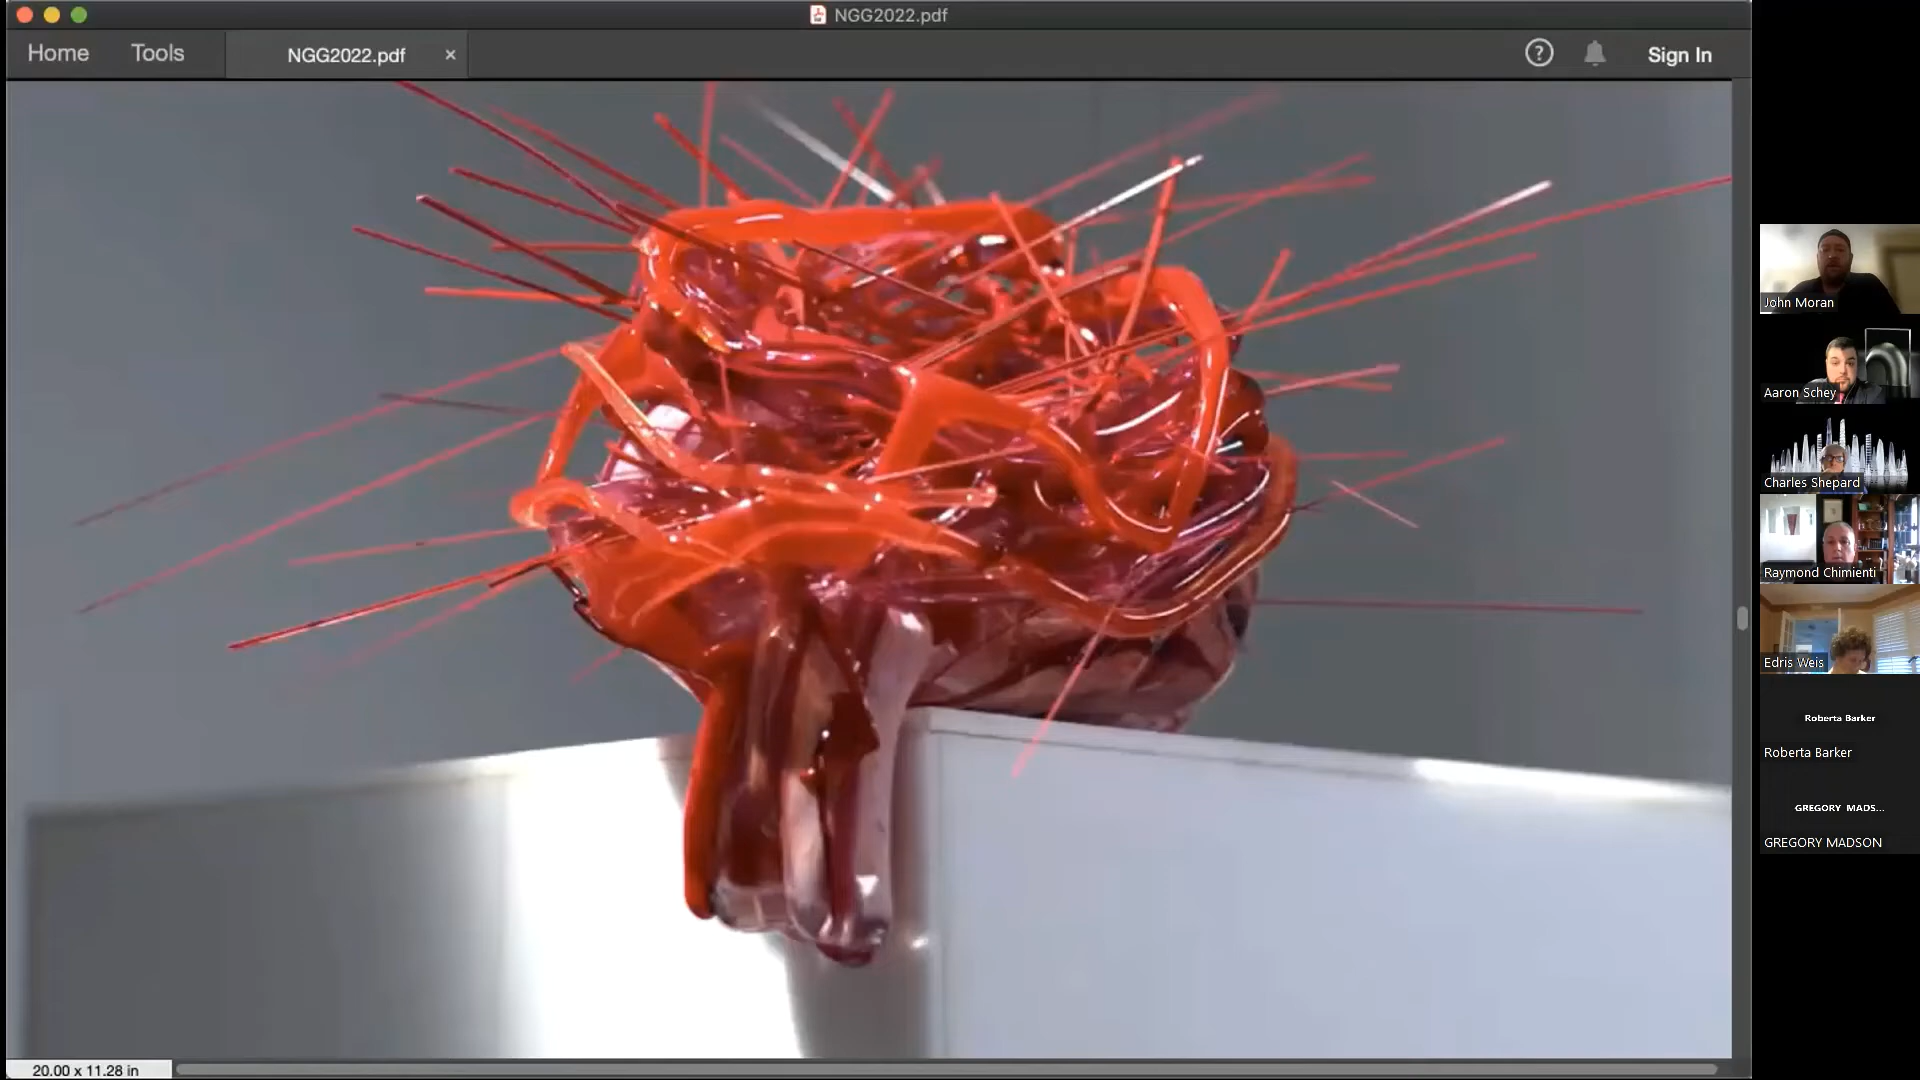 NGG2022.pdf
Home
Tools
NGG2022.pdf
×
?
Sign In
John Moran
Aaron Schey
Charles Shepard
Raymond Chimienti
Edris Weis
Roberta Barker
Roberta Barker
GREGORY MADS...
GREGORY MADSON
20.00 x 11.28 in